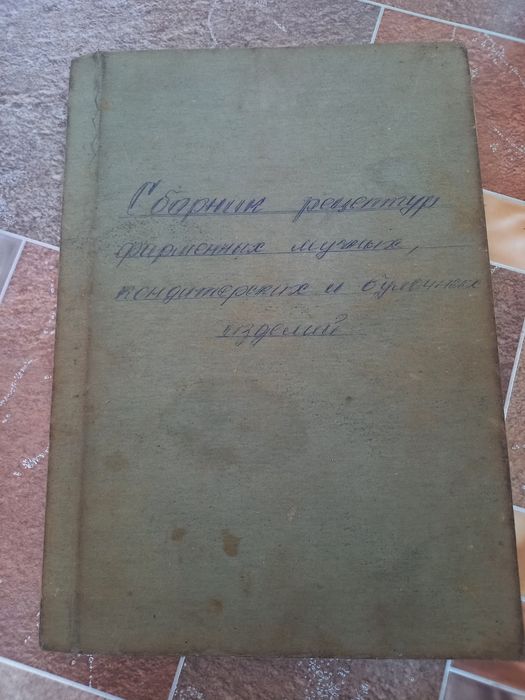 Сборник рецептур
фирменных мучных,
кондитерских и булочных
изделий